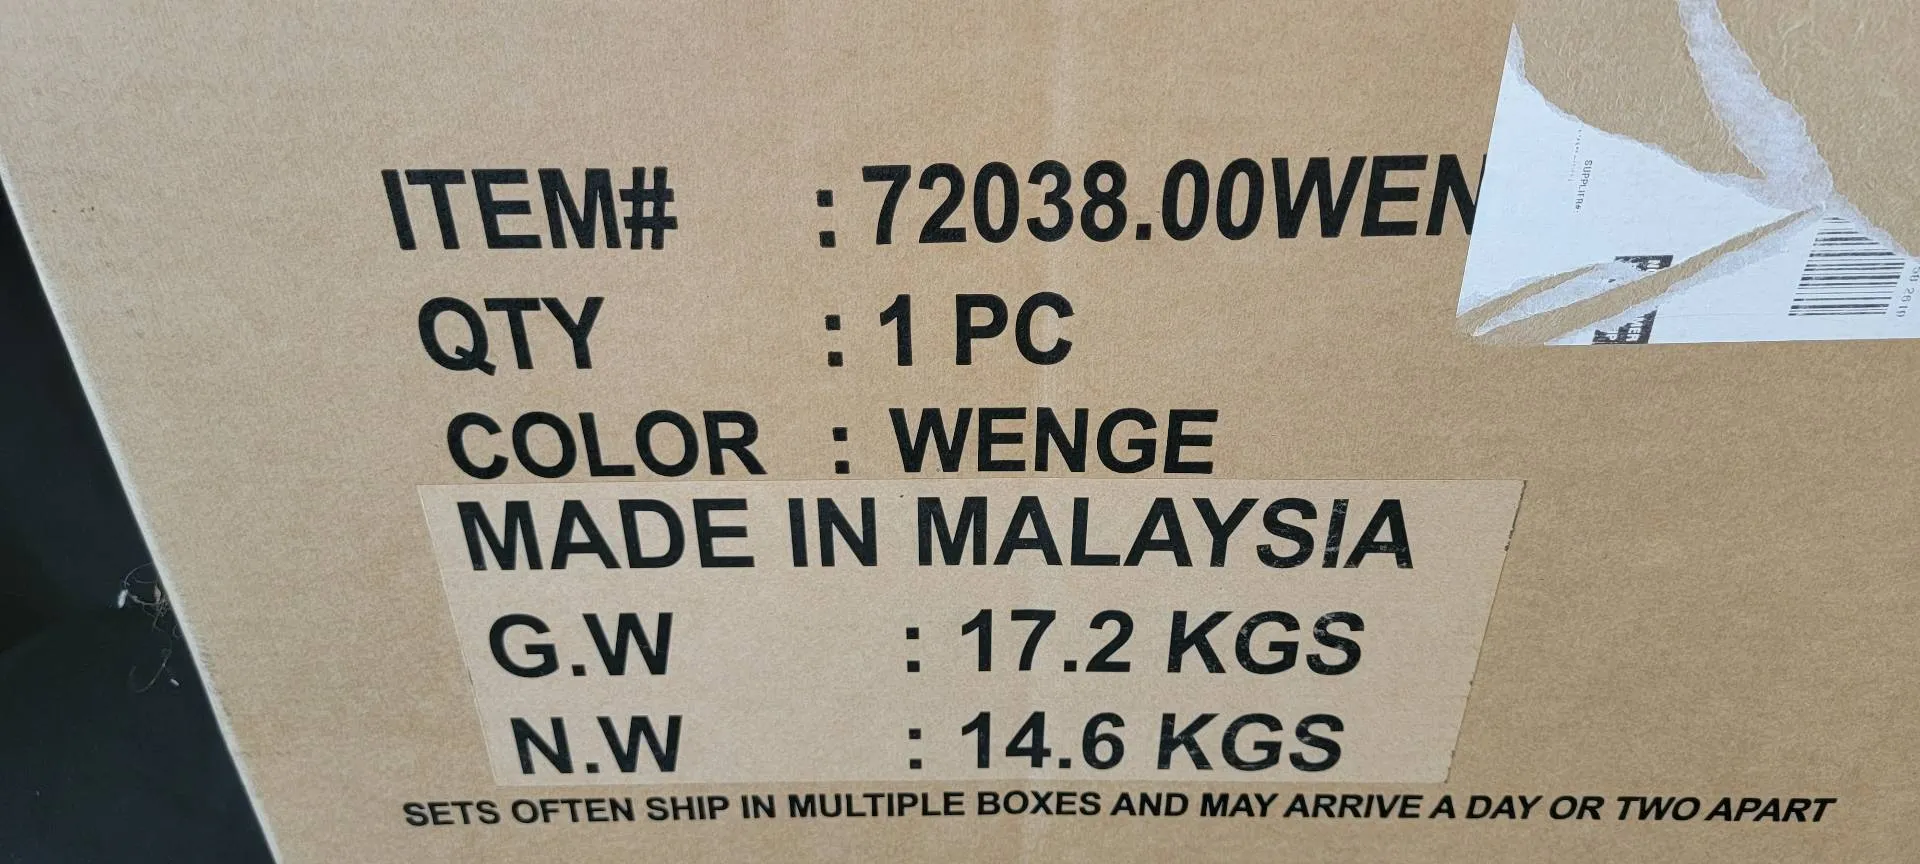 ITEM# : 72038.00WEN
QTY : 1 PC
COLOR : WENGE
MADE IN MALAYSIA
G.W : 17.2 KGS
N.W : 14.6 KGS
SETS OFTEN SHIP IN MULTIPLE BOXES AND MAY ARRIVE A DAY OR TWO APART
SUPPLIER#